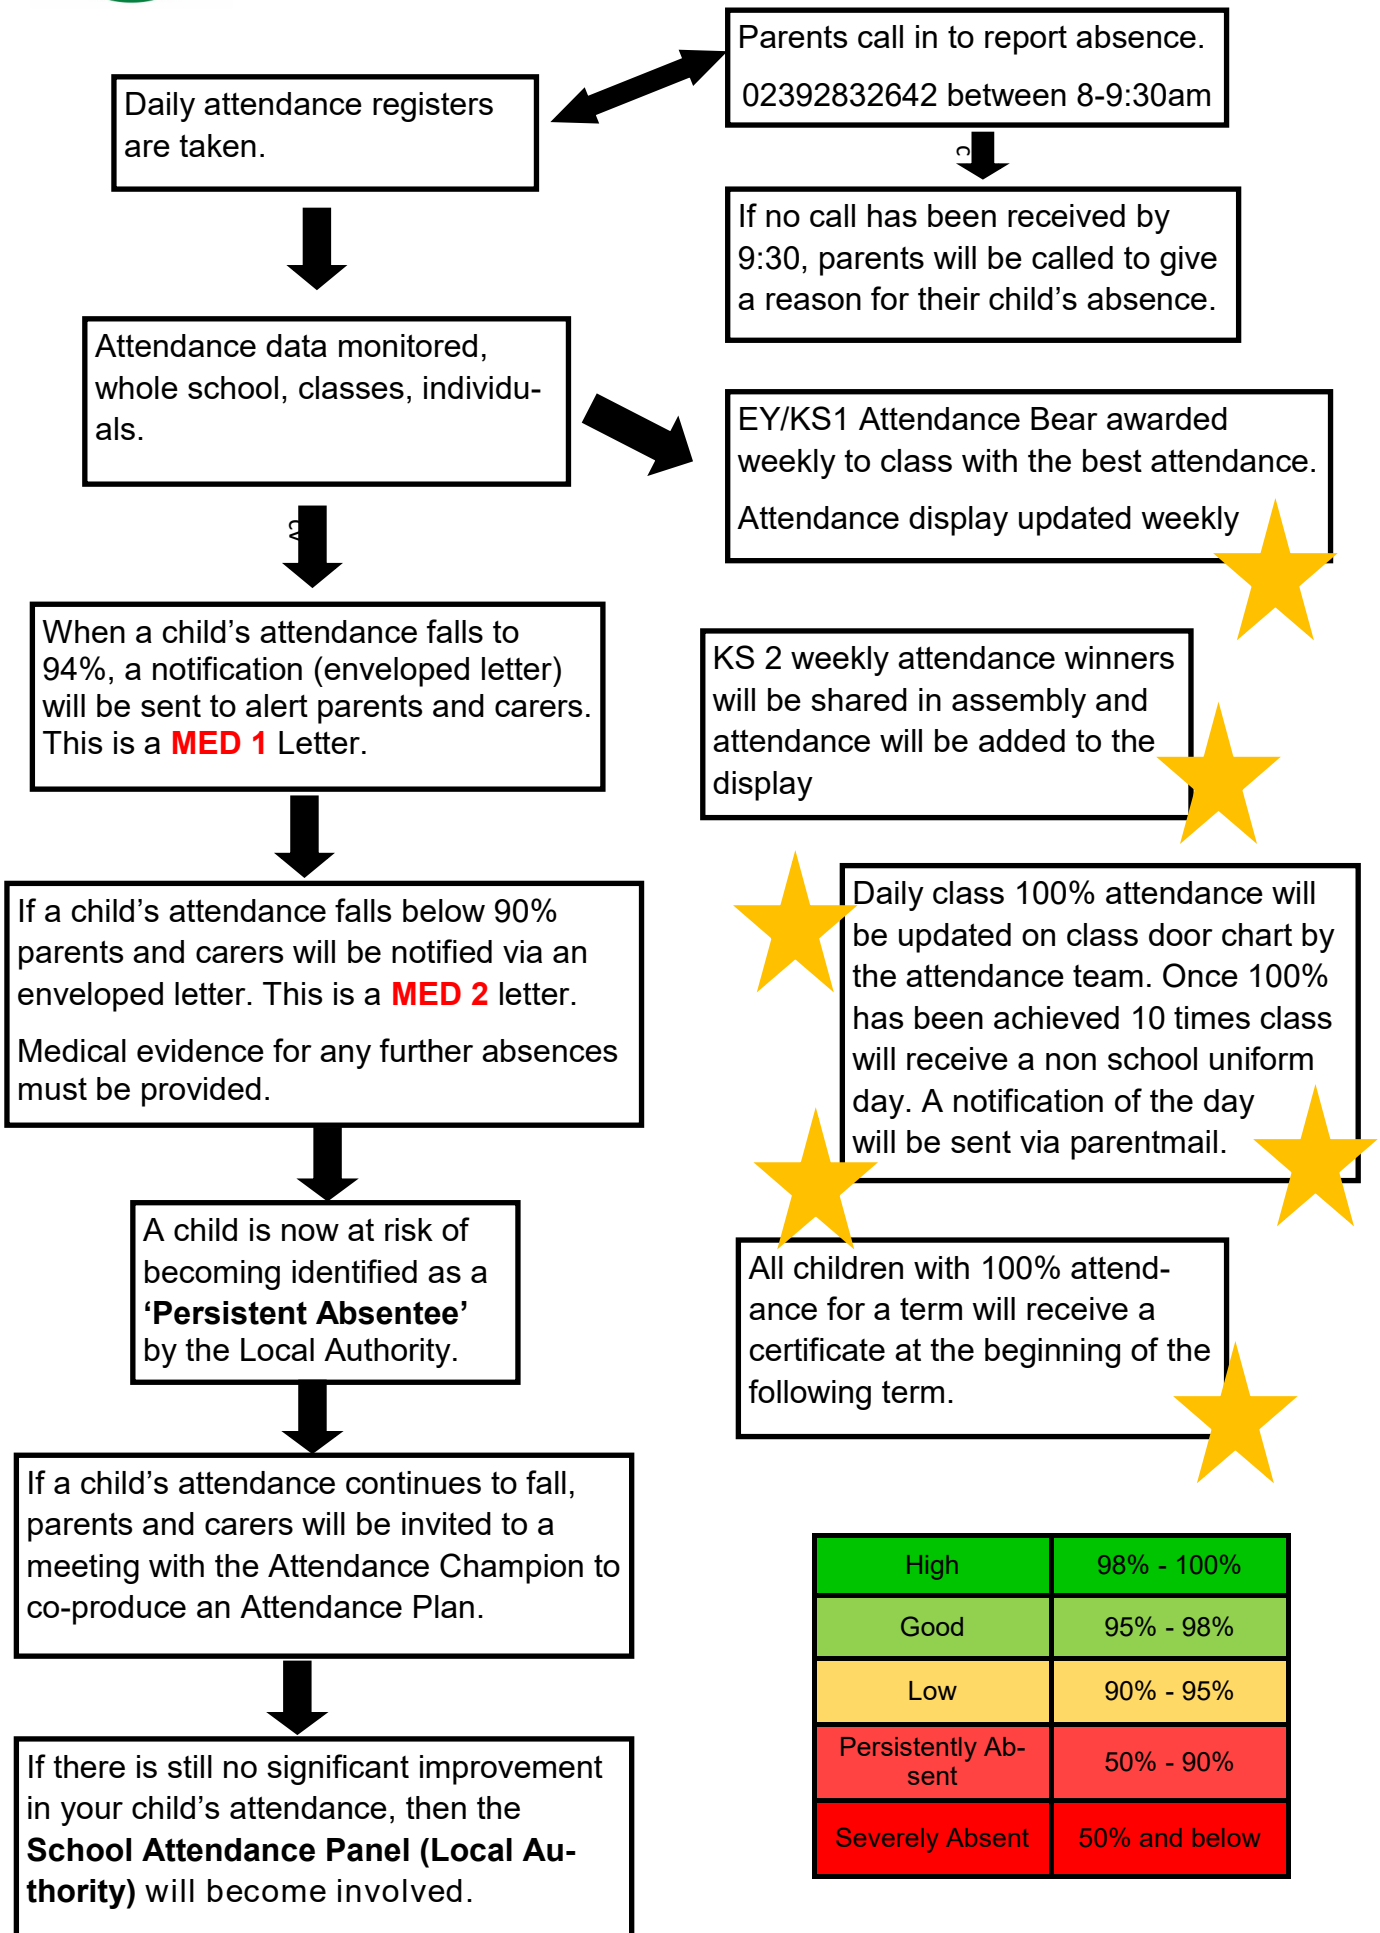 Parents call in to report absence.
02392832642 between 8-9:30am
Daily attendance registers
are taken.
c
If no call has been received by
9:30, parents will be called to give
a reason for their child’s absence.
Attendance data monitored,
whole school, classes, individu-
als.
EY/KS1 Attendance Bear awarded
weekly to class with the best attendance.
Attendance display updated weekly
When a child’s attendance falls to
94%, a notification (enveloped letter)
will be sent to alert parents and carers.
This is a MED 1 Letter.
KS 2 weekly attendance winners
will be shared in assembly and
attendance will be added to the
display
If a child’s attendance falls below 90%
parents and carers will be notified via an
enveloped letter. This is a MED 2 letter.
Medical evidence for any further absences
must be provided.
Daily class 100% attendance will
be updated on class door chart by
the attendance team. Once 100%
has been achieved 10 times class
will receive a non school uniform
day. A notification of the day
will be sent via parentmail.
A child is now at risk of
becoming identified as a
‘Persistent Absentee’
by the Local Authority.
All children with 100% attend-
ance for a term will receive a
certificate at the beginning of the
following term.
If a child’s attendance continues to fall,
parents and carers will be invited to a
meeting with the Attendance Champion to
co-produce an Attendance Plan.
If there is still no significant improvement
in your child’s attendance, then the
School Attendance Panel (Local Au-
thority) will become involved.
High 98% - 100%
Good 95% - 98%
Low 90% - 95%
Persistently Ab-
sent 50% - 90%
Severely Absent 50% and below